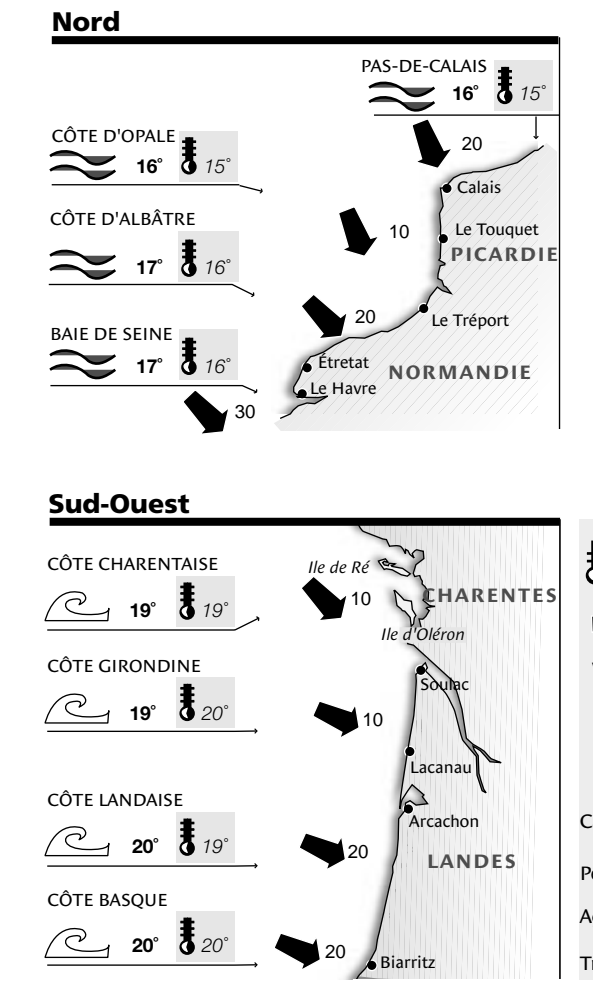 Nord
PAS-DE-CALAIS
16° 15°
20
CÔTE D'OPALE
16° 15°
Calais
CÔTE D'ALBÂTRE
10
Le Touquet
PICARDIE
17° 16°
20
Le Tréport
BAIE DE SEINE
17° 16°
Étretat
NORMANDIE
Le Havre
30
Sud-Ouest
CÔTE CHARENTAISE
Ile de Ré
19° 19°
10
CHARENTES
Ile d'Oléron
CÔTE GIRONDINE
Soulac
19° 20°
10
Lacanau
CÔTE LANDAISE
Arcachon
20° 19°
20
LANDES
CÔTE BASQUE
20° 20°
20
Biarritz